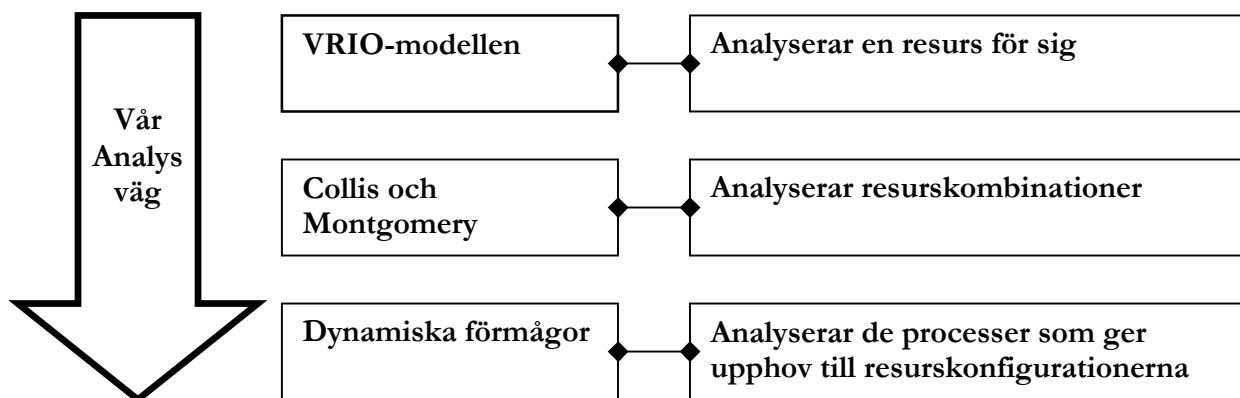 VRIO-modellen
Analyserar en resurs för sig
Vår
Analys
väg
Collis och
Montgomery
Analyserar resurskombinationer
Dynamiska förmågor
Analyserar de processer som ger
upphov till resurskonfigurationerna